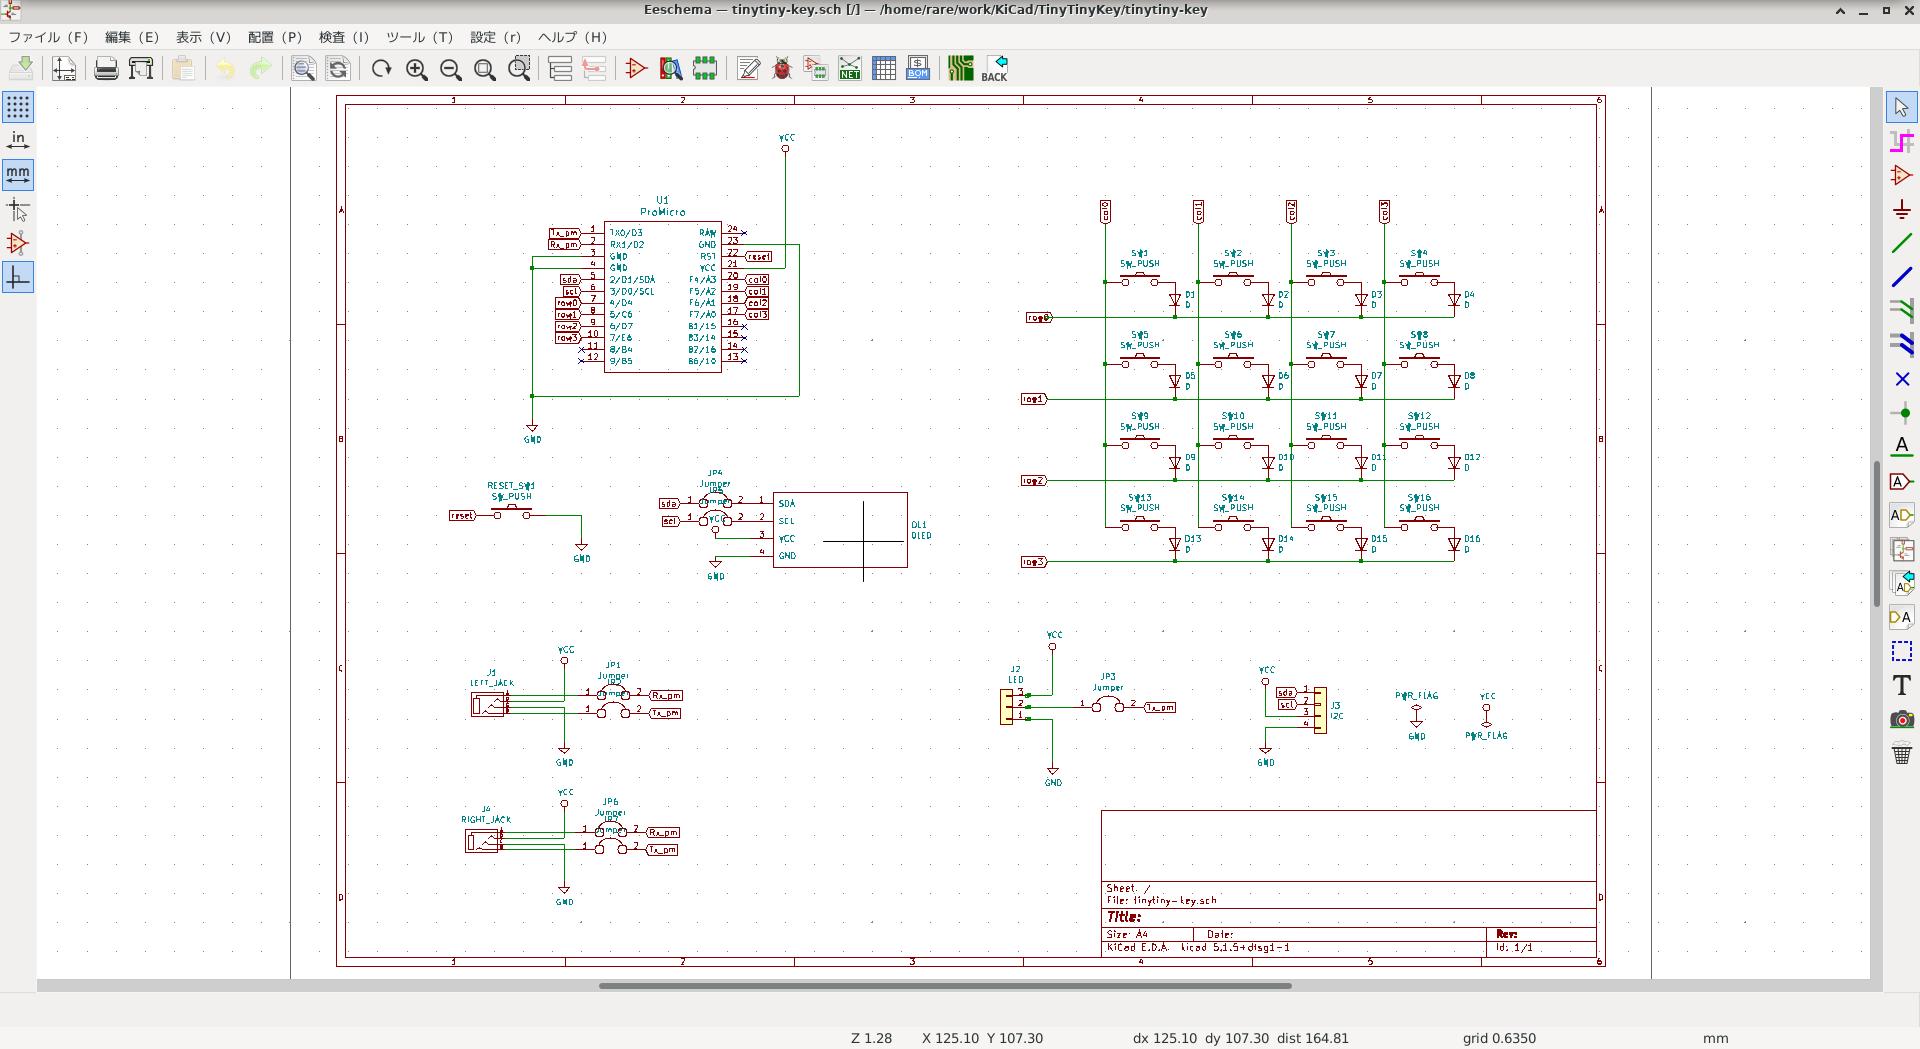 Eeschema — tinytiny-key.sch [/] — /home/rare/work/KiCad/TinyTinyKey/tinytiny-key
ファイル（F） 編集（E） 表示（V） 配置（P） 検査（I） ツール（T） 設定（r） ヘルプ（H）
NET BOM BACK
in
mm
1 2 3 4 5 6
A
B
C
D
VCC
U1
ProMicro
Tx_pm 1 TX0/D3 RAW 24
Rx_pm 2 RX1/D2 GND 23
3 GND RST 22 reset
4 GND VCC 21
sda 5 2/D1/SDA F4/A3 20 col0
scl 6 3/D0/SCL F5/A2 19 col1
row0 7 4/D4 F6/A1 18 col2
row1 8 5/C6 F7/A0 17 col3
row2 9 6/D7 B1/15 16
row3 10 7/E6 B3/14 15
11 8/B4 B2/16 14
12 9/B5 B6/10 13
GND
col0 col1 col2 col3
SW1 SW2 SW3 SW4
SW_PUSH SW_PUSH SW_PUSH SW_PUSH
D1 D2 D3 D4
D D D D
row0
SW5 SW6 SW7 SW8
SW_PUSH SW_PUSH SW_PUSH SW_PUSH
D5 D6 D7 D8
D D D D
row1
SW9 SW10 SW11 SW12
SW_PUSH SW_PUSH SW_PUSH SW_PUSH
D9 D10 D11 D12
D D D D
row2
SW13 SW14 SW15 SW16
SW_PUSH SW_PUSH SW_PUSH SW_PUSH
D13 D14 D15 D16
D D D D
row3
RESET_SW1
SW_PUSH
reset
GND
JP4
Jumper
JP5
Jumper
sda 1 2 1 SDA
scl 1 2 2 SCL
VCC
3 VCC
4 GND
GND
OL1
OLED
VCC
J1
LEFT_JACK
JP1
Jumper
JP2
Jumper
1 2 Rx_pm
1 2 Tx_pm
GND
VCC
J4
RIGHT_JACK
JP6
Jumper
JP7
Jumper
1 2 Rx_pm
1 2 Tx_pm
GND
VCC
J2
LED
3
2
1
JP3
Jumper
1 2 Tx_pm
GND
VCC
sda 1
scl 2
3
4
J3
I2C
GND
PWR_FLAG
GND
VCC
PWR_FLAG
Sheet: /
File: tinytiny-key.sch
Title:
Size: A4 Date: Rev:
KiCad E.D.A. kicad 5.1.5+dfsg1-1 Id: 1/1
1 2 3 4 5 6
Z 1.28 X 125.10 Y 107.30 dx 125.10 dy 107.30 dist 164.81 grid 0.6350 mm